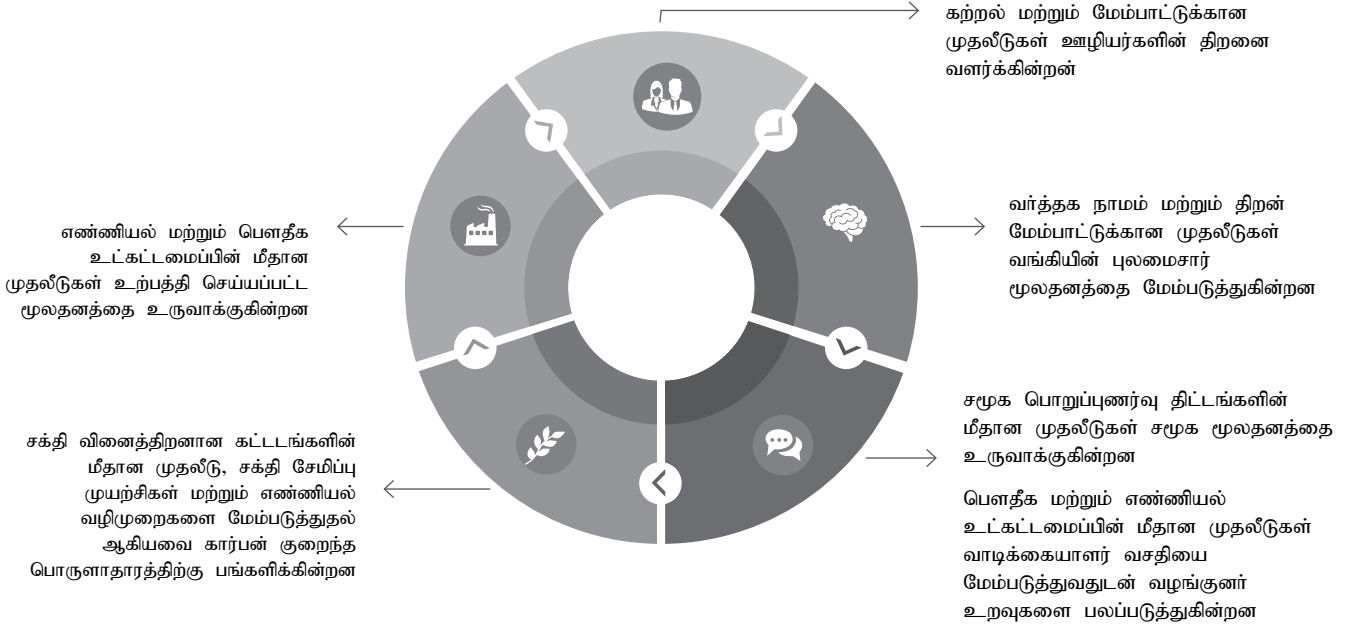 கற்றல் மற்றும் மேம்பாட்டுக்கான
முதலீடுகள் ஊழியர்களின் திறனை
வளர்க்கின்றன்
வர்த்தக நாமம் மற்றும் திறன்
மேம்பாட்டுக்கான முதலீடுகள்
வங்கியின் புலமைசார்
மூலதனத்தை மேம்படுத்துகின்றன
சமூக பொறுப்புணர்வு திட்டங்களின்
மீதான முதலீடுகள் சமூக மூலதனத்தை
உருவாக்குகின்றன
பௌதீக மற்றும் எண்ணியல்
உட்கட்டமைப்பின் மீதான முதலீடுகள்
வாடிக்கையாளர் வசதியை
மேம்படுத்துவதுடன் வழங்குனர்
உறவுகளை பலப்படுத்துகின்றன
சக்தி வினைத்திறனான கட்டடங்களின்
மீதான முதலீடு, சக்தி சேமிப்பு
முயற்சிகள் மற்றும் எண்ணியல்
வழிமுறைகளை மேம்படுத்துதல்
ஆகியவை கார்பன் குறைந்த
பொருளாதாரத்திற்கு பங்களிக்கின்றன
எண்ணியல் மற்றும் பௌதீக
உட்கட்டமைப்பின் மீதான
முதலீடுகள் உற்பத்தி செய்யப்பட்ட
மூலதனத்தை உருவாக்குகின்றன